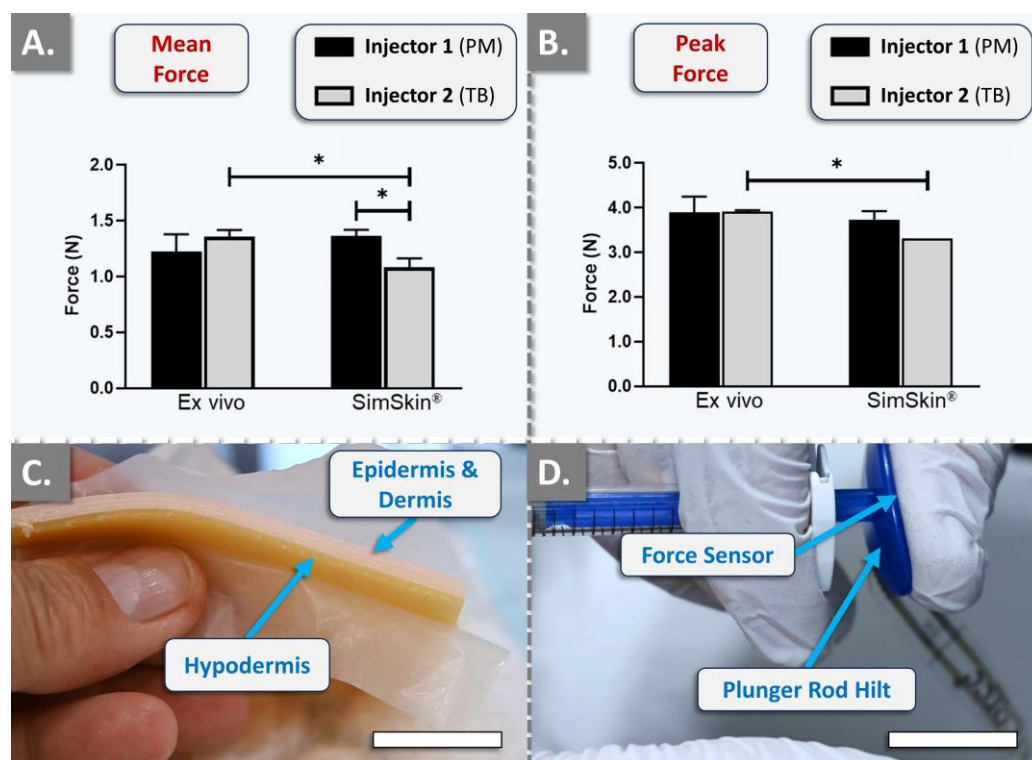 A.
Mean
Force
Injector 1 (PM)
Injector 2 (TB)
Force (N)
2.0
1.5
1.0
0.5
0.0
*
*
Ex vivo
SimSkin®
B.
Peak
Force
Injector 1 (PM)
Injector 2 (TB)
Force (N)
5.0
4.0
3.0
2.0
1.0
0.0
*
Ex vivo
SimSkin®
C.
Epidermis &
Dermis
Hypodermis
D.
Force Sensor
Plunger Rod Hilt